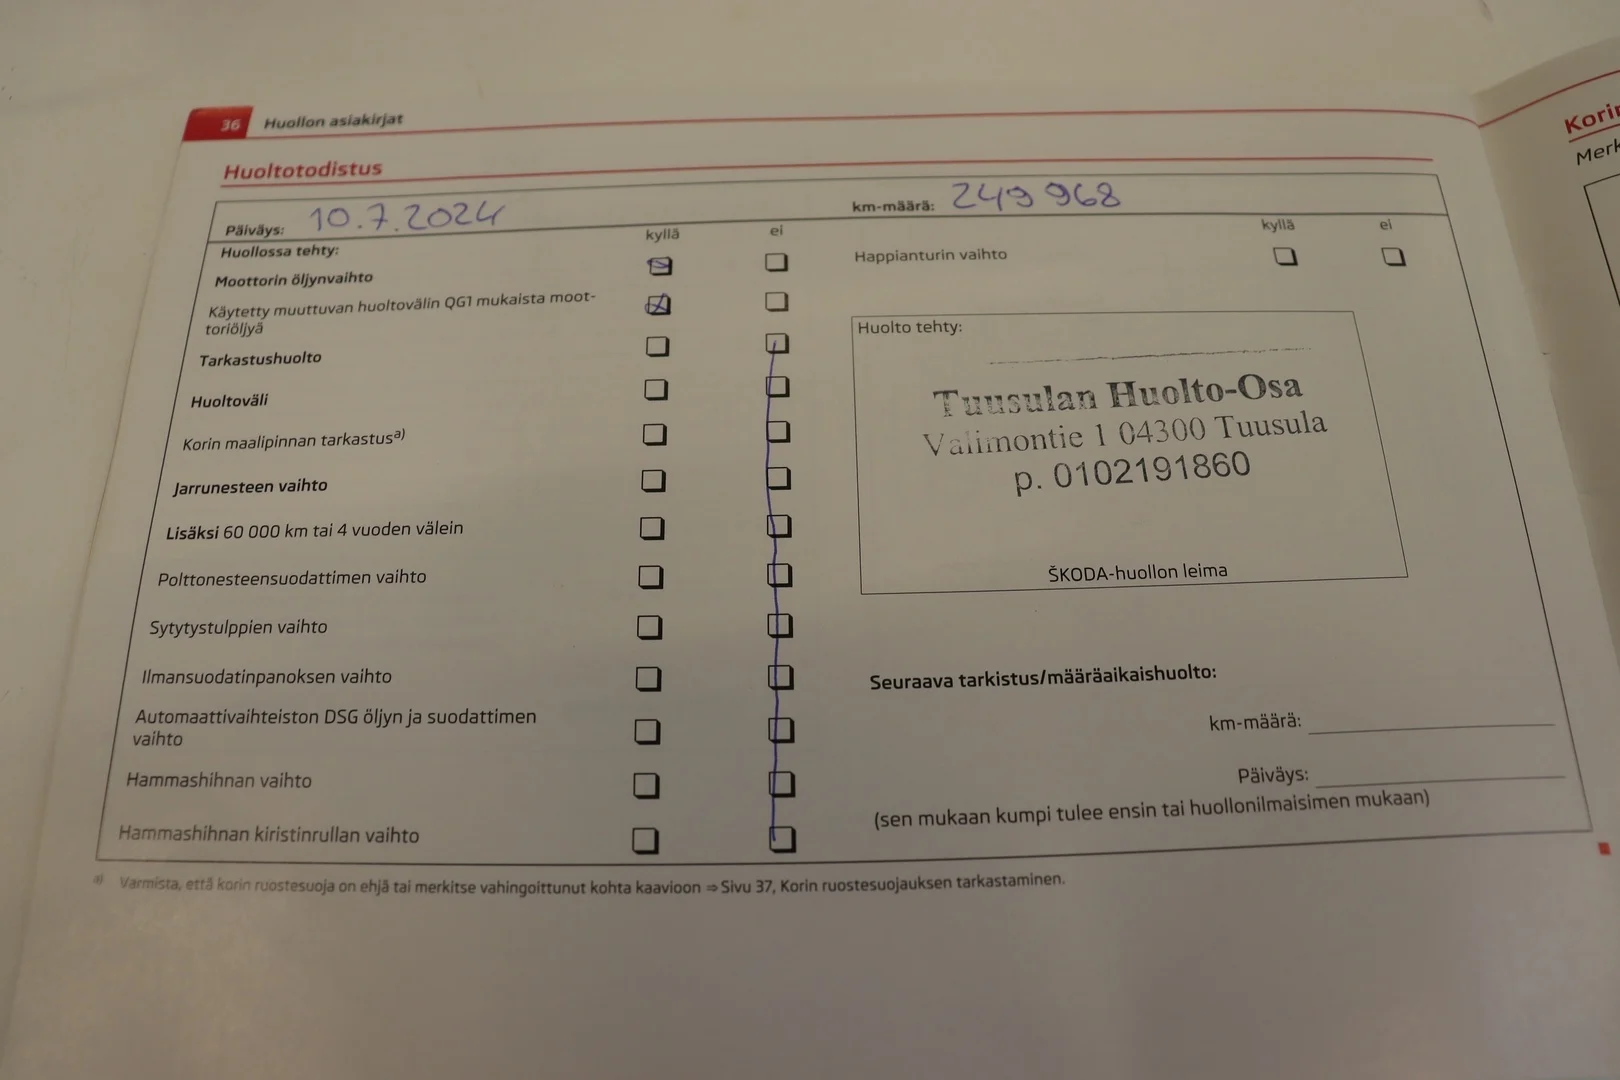 36 Huollon asiakirjat
Huoltotodistus
Päiväys: 10.7.2024
km-määrä: 249 968
Huollossa tehty:
kyllä ei
Moottorin öljynvaihto
Käytetty muuttuvan huoltovälin QG1 mukaista moot-
toriöljyä
Tarkastushuolto
Huoltoväli
Korin maalipinnan tarkastus a)
Jarrunesteen vaihto
Lisäksi 60 000 km tai 4 vuoden välein
Polttonesteensuodattimen vaihto
Sytytystulppien vaihto
Ilmansuodatinpanoksen vaihto
Automaattivaihteiston DSG öljyn ja suodattimen
vaihto
Hammashihnan vaihto
Hammashihnan kiristinrullan vaihto
kyllä ei
Happianturin vaihto
Huolto tehty:
Tuusulan Huolto-Osa
Valimontie 1 04300 Tuusula
p. 0102191860
ŠKODA-huollon leima
Seuraava tarkistus/määräaikaishuolto:
km-määrä:
Päiväys:
(sen mukaan kumpi tulee ensin tai huollonilmaisimen mukaan)
a) Varmista, että korin ruostesuoja on ehjä tai merkitse vahingoittunut kohta kaavioon ⇒ Sivu 37, Korin ruostesuojauksen tarkastaminen.